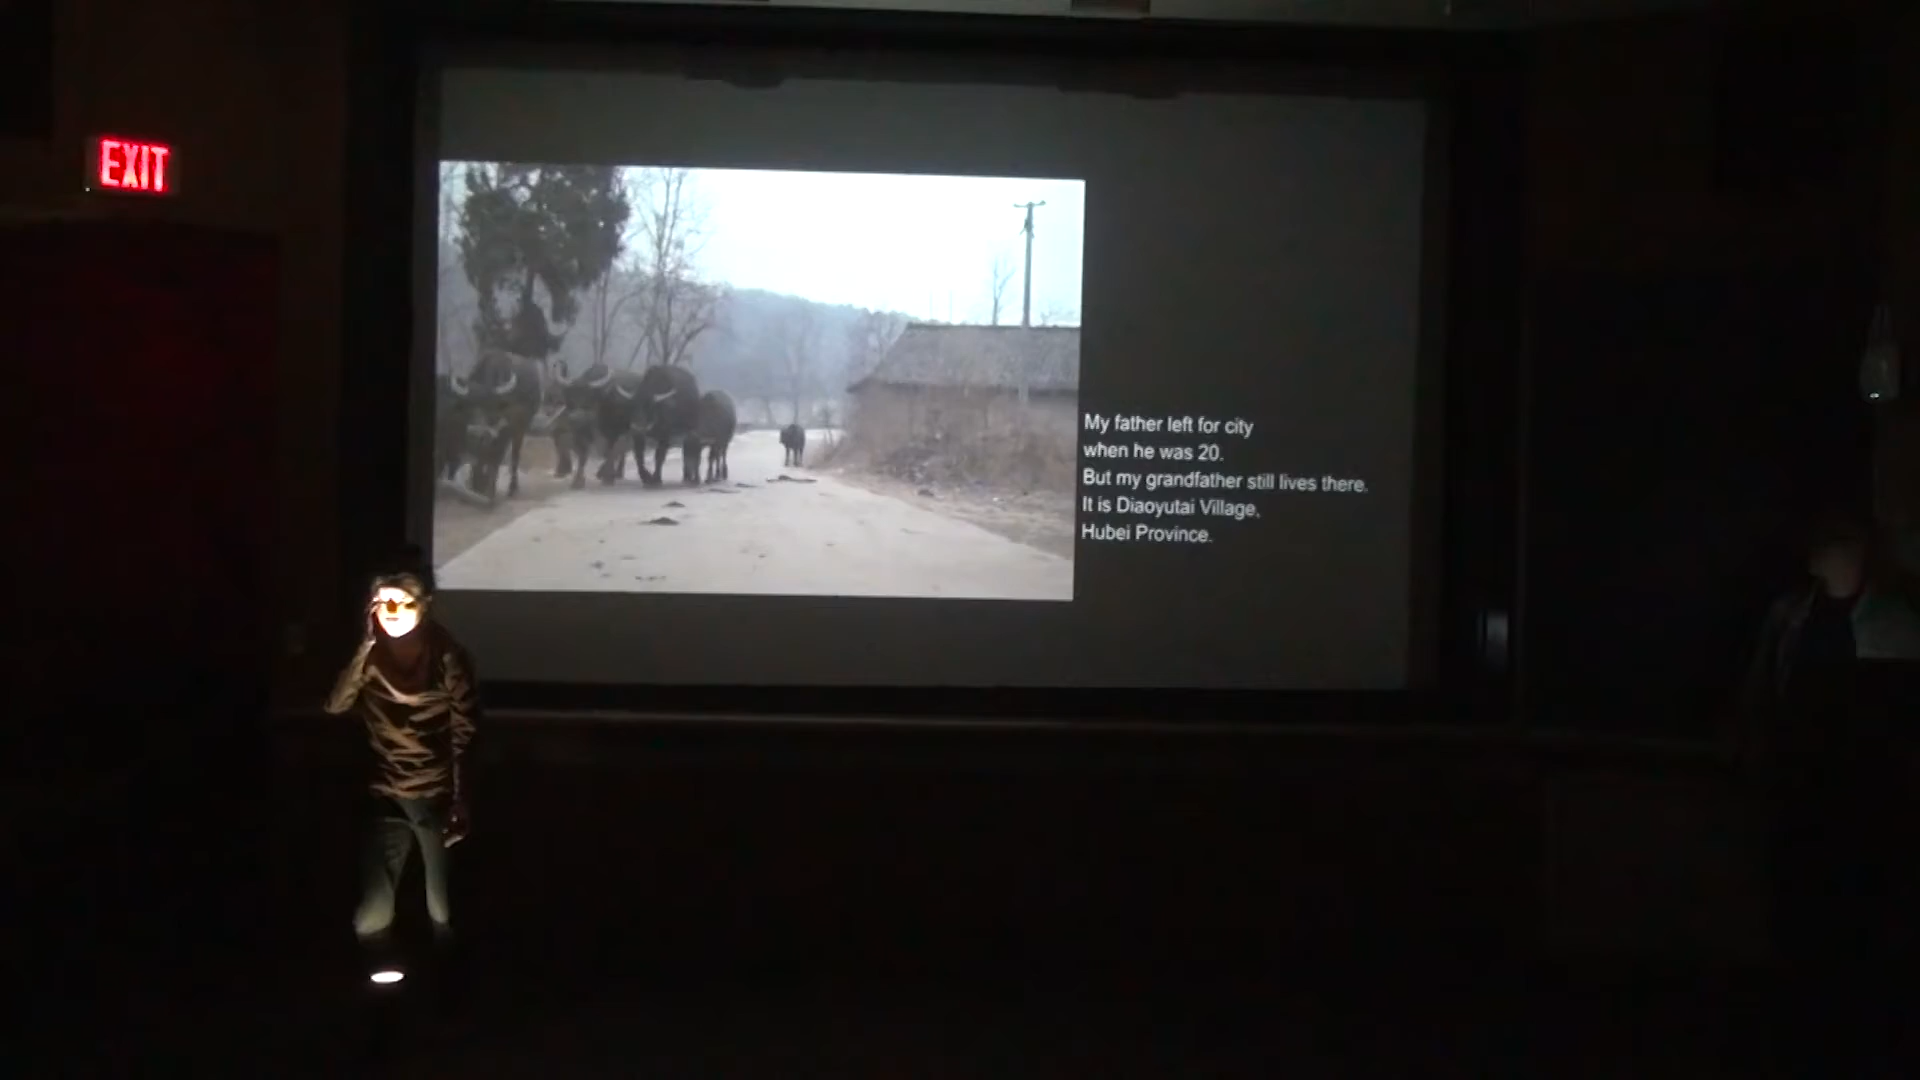 EXIT
My father left for city
when he was 20.
But my grandfather still lives there.
It is Diaoyutai Village,
Hubei Province.